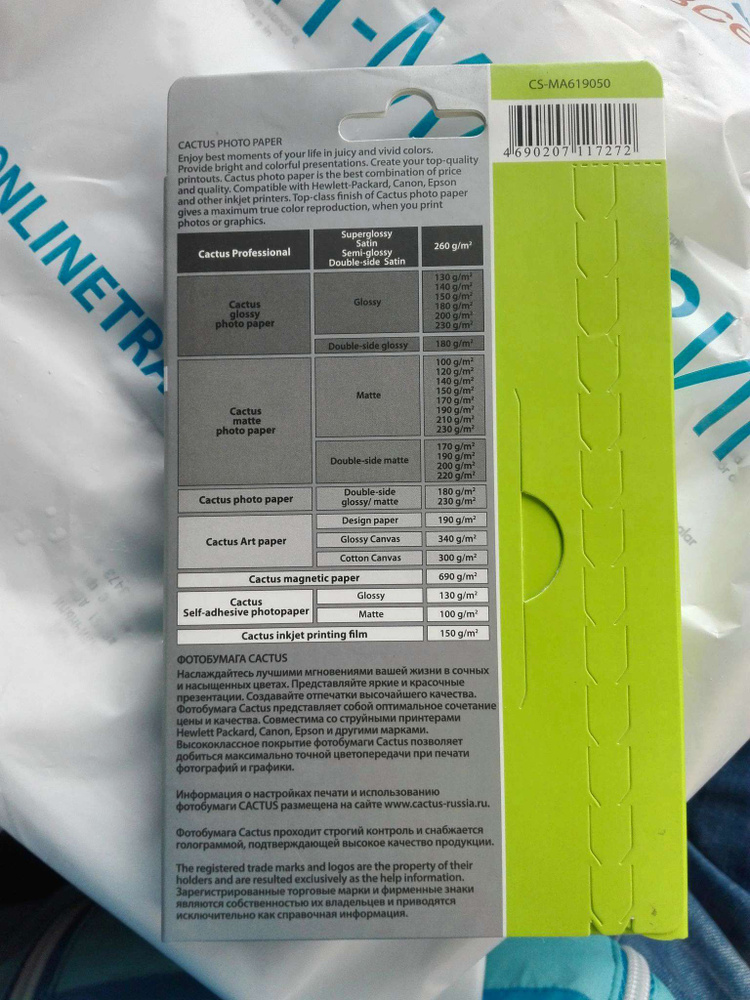 ONLINETRA
CS-MA619050
4 690207 117272
CACTUS PHOTO PAPER
Enjoy best moments of your life in juicy and vivid colors.
Provide bright and colorful presentations. Create your top-quality
printouts. Cactus photo paper is the best combination of price
and quality. Compatible with Hewlett-Packard, Canon, Epson
and other inkjet printers. Top-class finish of Cactus photo paper
gives a maximum true color reproduction, when you print
photos or graphics.
Cactus Professional
Superglossy
Satin
Semi-glossy
Double-side Satin
260 g/m²
Cactus
glossy
photo paper
Glossy
130 g/m²
140 g/m²
150 g/m²
180 g/m²
200 g/m²
230 g/m²
Double-side glossy
180 g/m²
Cactus
matte
photo paper
Matte
100 g/m²
120 g/m²
140 g/m²
150 g/m²
170 g/m²
190 g/m²
210 g/m²
230 g/m²
Double-side matte
170 g/m²
190 g/m²
200 g/m²
220 g/m²
Cactus photo paper
Double-side
glossy/ matte
180 g/m²
230 g/m²
Cactus Art paper
Design paper
190 g/m²
Glossy Canvas
340 g/m²
Cotton Canvas
300 g/m²
Cactus magnetic paper
690 g/m²
Cactus
Self-adhesive photopaper
Glossy
130 g/m²
Matte
100 g/m²
Cactus inkjet printing film
150 g/m²
ФОТОБУМАГА CACTUS
Наслаждайтесь лучшими мгновениями вашей жизни в сочных
и насыщенных цветах. Представляйте яркие и красочные
презентации. Создавайте отпечатки высочайшего качества.
Фотобумага Cactus представляет собой оптимальное сочетание
цены и качества. Совместима со струйными принтерами
Hewlett Packard, Canon, Epson и другими марками.
Высококлассное покрытие фотобумаги Cactus позволяет
добиться максимально точной цветопередачи при печати
фотографий и графики.
Информация о настройках печати и использованию
фотобумаги CACTUS размещена на сайте www.cactus-russia.ru.
Фотобумага Cactus проходит строгий контроль и снабжается
голограммой, подтверждающей высокое качество продукции.
The registered trade marks and logos are the property of their
holders and are resulted exclusively as the help information.
Зарегистрированные торговые марки и фирменные знаки
являются собственностью их владельцев и приводятся
исключительно как справочная информация.